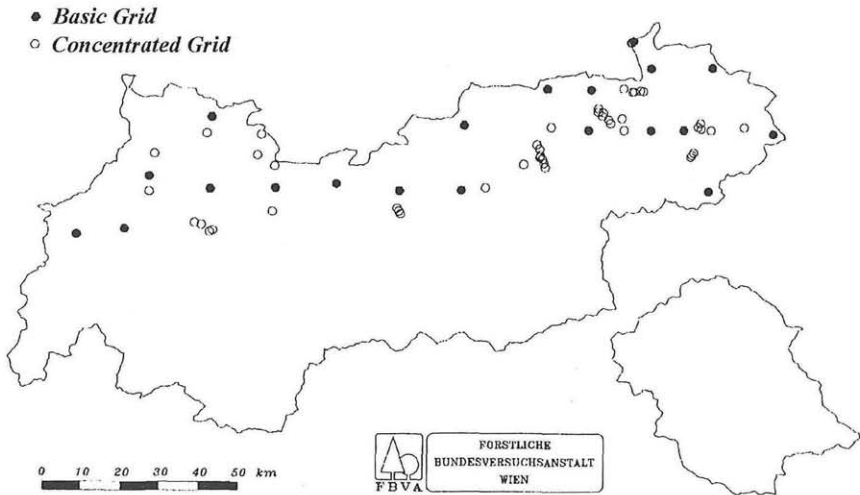 Basic Grid
Concentrated Grid
0 10 20 30 40 50 km
FBVA
FORSTLICHE
BUNDESVERSUCHSANSTALT
WIEN